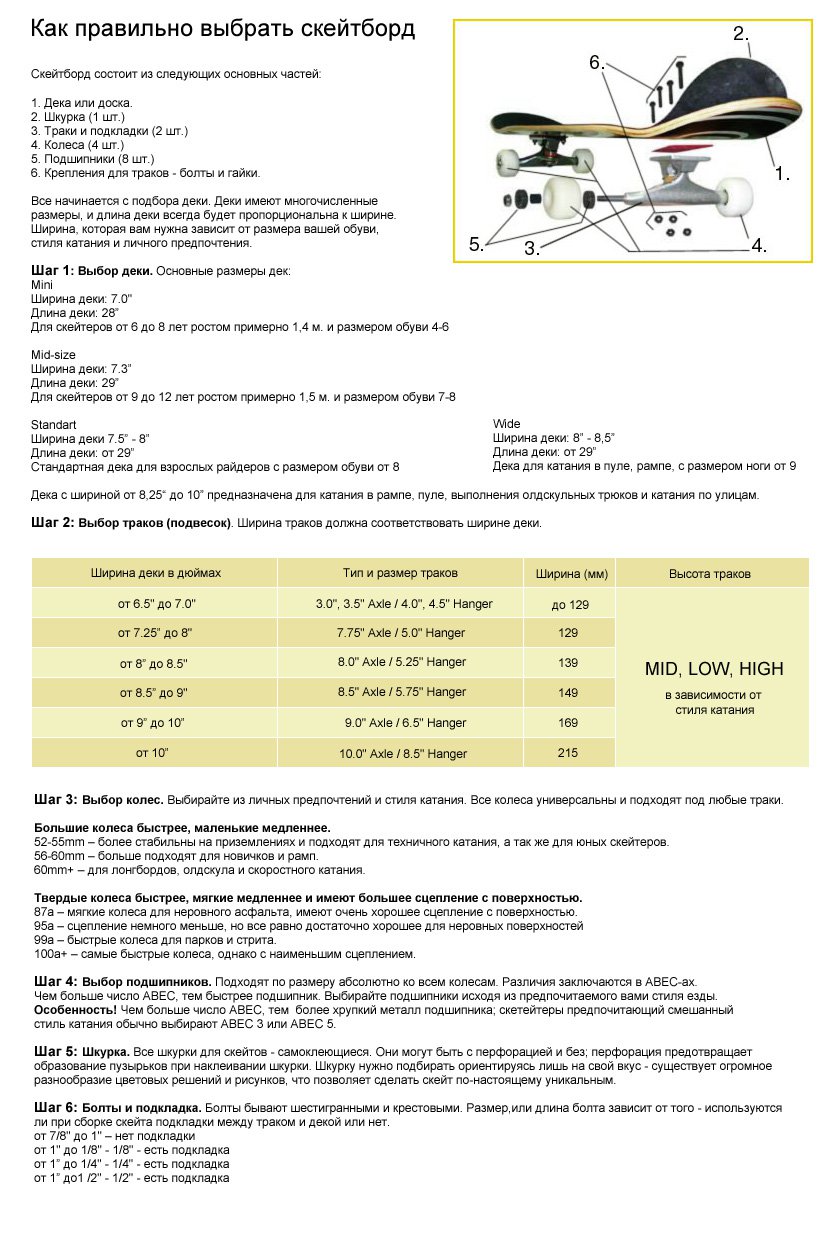 Как правильно выбрать скейтборд
Скейтборд состоит из следующих основных частей:
1. Дека или доска.
2. Шкурка (1 шт.)
3. Траки и подкладки (2 шт.)
4. Колеса (4 шт.)
5. Подшипники (8 шт.)
6. Крепления для траков - болты и гайки.
2.
6.
1.
5.
3.
4.
Все начинается с подбора деки. Деки имеют многочисленные
размеры, и длина деки всегда будет пропорциональна к ширине.
Ширина, которая вам нужна зависит от размера вашей обуви,
стиля катания и личного предпочтения.
Шаг 1: Выбор деки. Основные размеры дек:
Mini
Ширина деки: 7.0"
Длина деки: 28”
Для скейтеров от 6 до 8 лет ростом примерно 1,4 м. и размером обуви 4-6
Mid-size
Ширина деки: 7.3”
Длина деки: 29”
Для скейтеров от 9 до 12 лет ростом примерно 1,5 м. и размером обуви 7-8
Standart
Ширина деки 7.5” - 8”
Длина деки: от 29”
Стандартная дека для взрослых райдеров с размером обуви от 8
Wide
Ширина деки: 8” - 8,5”
Длина деки: от 29”
Дека для катания в пуле, рампе, с размером ноги от 9
Дека с шириной от 8,25“ до 10” предназначена для катания в рампе, пуле, выполнения олдскульных трюков и катания по улицам.
Шаг 2: Выбор траков (подвесок). Ширина траков должна соответствовать ширине деки.
Ширина деки в дюймах Тип и размер траков Ширина (мм) Высота траков
от 6.5" до 7.0" 3.0", 3.5" Axle / 4.0", 4.5" Hanger до 129
от 7.25” до 8" 7.75" Axle / 5.0" Hanger 129
от 8” до 8.5" 8.0" Axle / 5.25" Hanger 139
от 8.5” до 9" 8.5" Axle / 5.75" Hanger 149
от 9” до 10” 9.0" Axle / 6.5" Hanger 169
от 10” 10.0" Axle / 8.5" Hanger 215
MID, LOW, HIGH
в зависимости от
стиля катания
Шаг 3: Выбор колес. Выбирайте из личных предпочтений и стиля катания. Все колеса универсальны и подходят под любые траки.
Большие колеса быстрее, маленькие медленнее.
52-55mm – более стабильны на приземлениях и подходят для техничного катания, а так же для юных скейтеров.
56-60mm – больше подходят для новичков и рамп.
60mm+ – для лонгбордов, олдскула и скоростного катания.
Твердые колеса быстрее, мягкие медленнее и имеют большее сцепление с поверхностью.
87a – мягкие колеса для неровного асфальта, имеют очень хорошее сцепление с поверхностью.
95a – сцепление немного меньше, но все равно достаточно хорошее для неровных поверхностей
99a – быстрые колеса для парков и стрита.
100a+ – самые быстрые колеса, однако с наименьшим сцеплением.
Шаг 4: Выбор подшипников. Подходят по размеру абсолютно ко всем колесам. Различия заключаются в ABEC-ах.
Чем больше число ABEC, тем быстрее подшипник. Выбирайте подшипники исходя из предпочитаемого вами стиля езды.
Особенность! Чем больше число ABEC, тем  более хрупкий металл подшипника; скетейтеры предпочитающий смешанный
стиль катания обычно выбирают ABEC 3 или ABEC 5.
Шаг 5: Шкурка. Все шкурки для скейтов - самоклеющиеся. Они могут быть с перфорацией и без; перфорация предотвращает
образование пузырьков при наклеивании шкурки. Шкурку нужно подбирать ориентируясь лишь на свой вкус - существует огромное
разнообразие цветовых решений и рисунков, что позволяет сделать скейт по-настоящему уникальным.
Шаг 6: Болты и подкладка. Болты бывают шестигранными и крестовыми. Размер,или длина болта зависит от того - используются
ли при сборке скейта подкладки между траком и декой или нет.
от 7/8" до 1" – нет подкладки
от 1" до 1/8" - 1/8" - есть подкладка
от 1” до 1/4" - 1/4" - есть подкладка
от 1” до1 /2" - 1/2" - есть подкладка